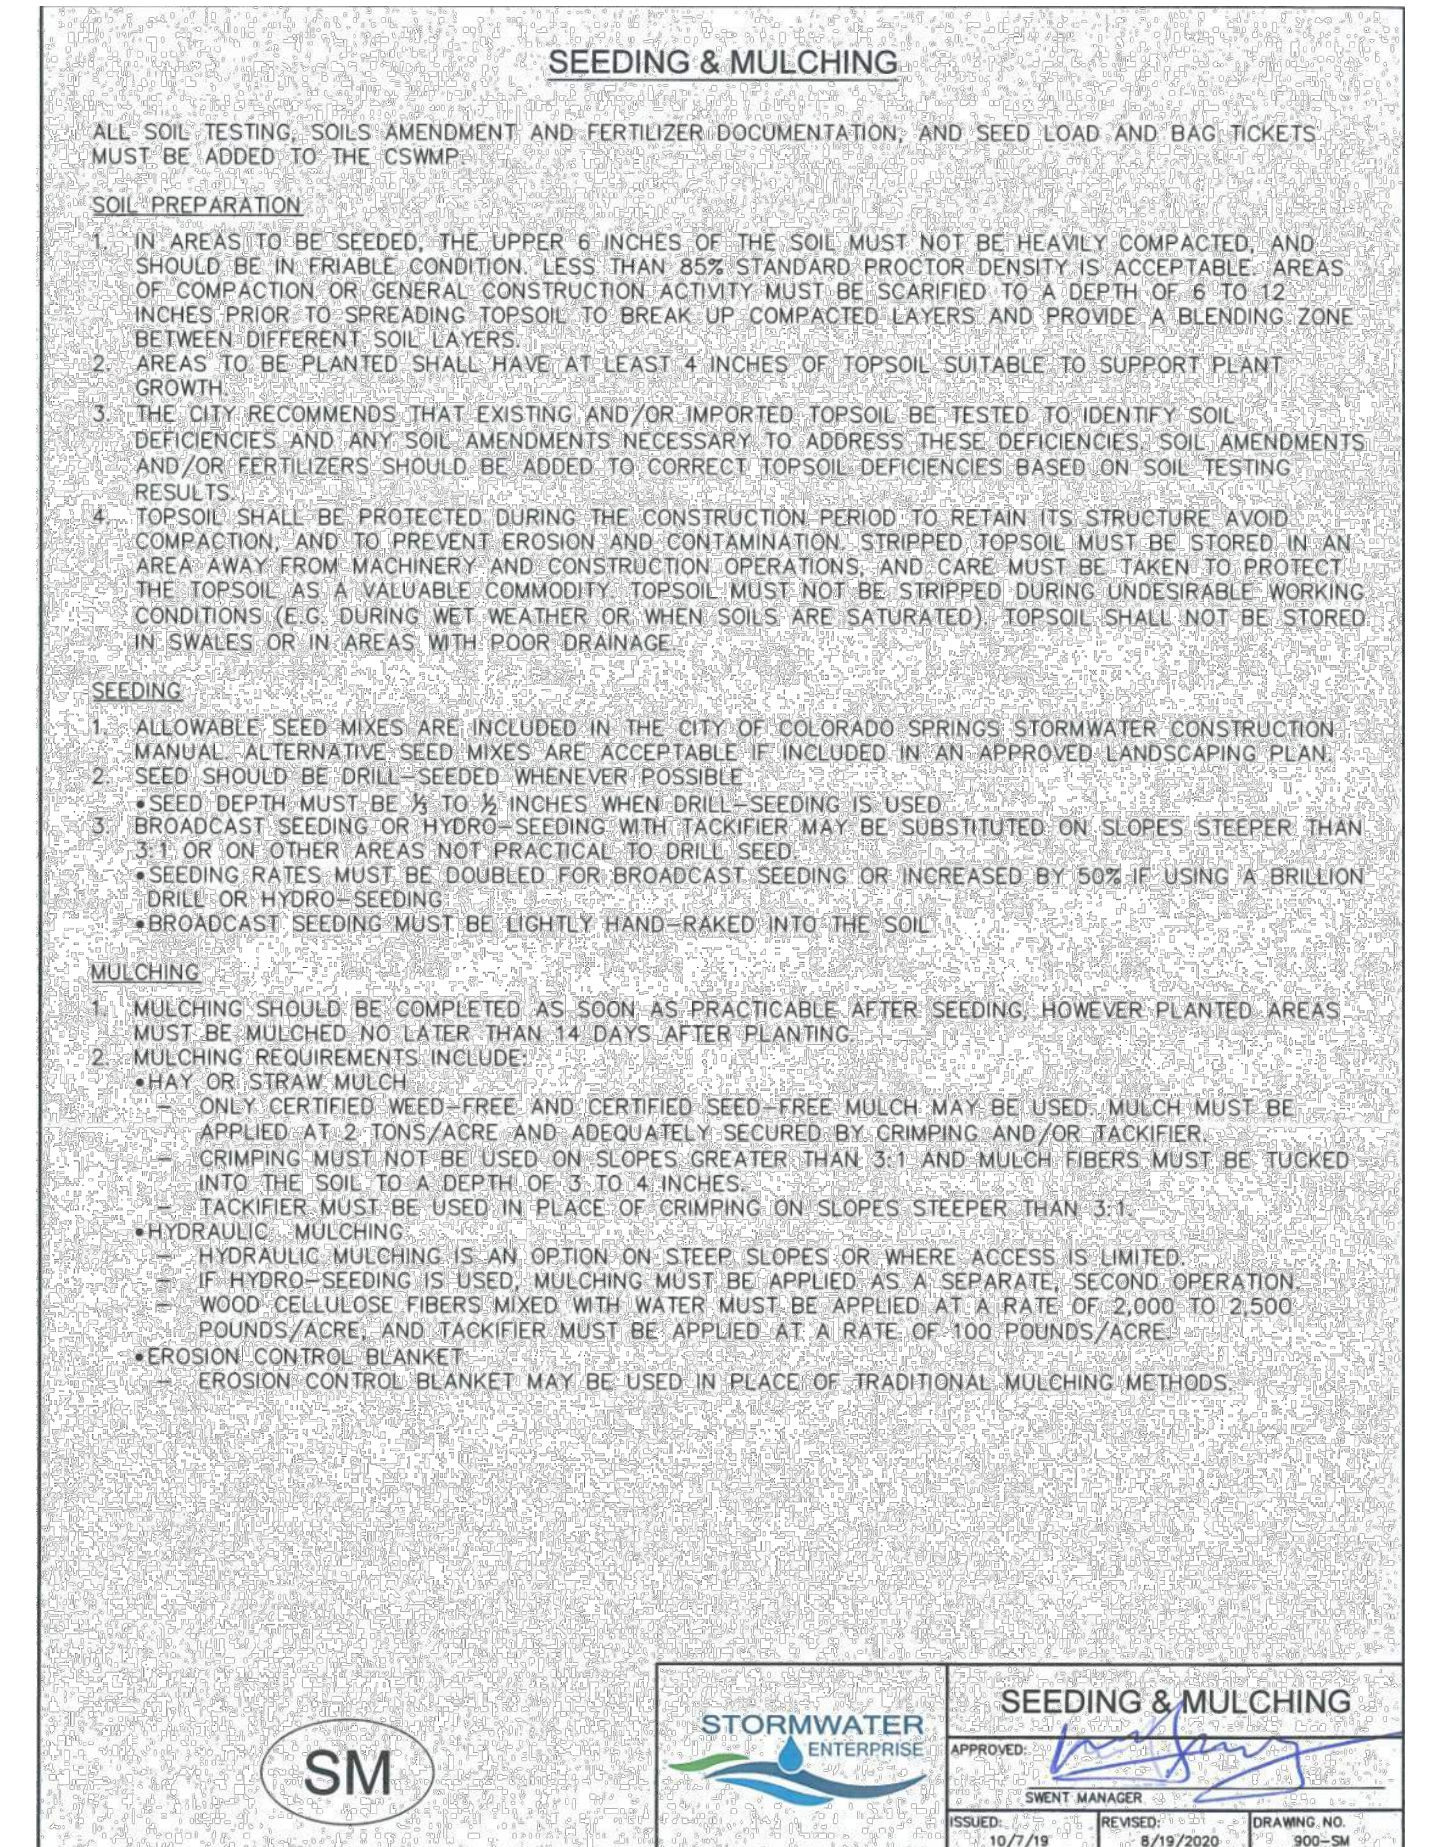 SEEDING & MULCHING
ALL SOIL TESTING, SOILS AMENDMENT AND FERTILIZER DOCUMENTATION, AND SEED LOAD AND BAG TICKETS
MUST BE ADDED TO THE CSWMP.
SOIL PREPARATION
1. IN AREAS TO BE SEEDED, THE UPPER 6 INCHES OF THE SOIL MUST NOT BE HEAVILY COMPACTED, AND
SHOULD BE IN FRIABLE CONDITION. LESS THAN 85% STANDARD PROCTOR DENSITY IS ACCEPTABLE. AREAS
OF COMPACTION OR GENERAL CONSTRUCTION ACTIVITY MUST BE SCARIFIED TO A DEPTH OF 6 TO 12
INCHES PRIOR TO SPREADING TOPSOIL TO BREAK UP COMPACTED LAYERS AND PROVIDE A BLENDING ZONE
BETWEEN DIFFERENT SOIL LAYERS.
2. AREAS TO BE PLANTED SHALL HAVE AT LEAST 4 INCHES OF TOPSOIL SUITABLE TO SUPPORT PLANT
GROWTH.
3. THE CITY RECOMMENDS THAT EXISTING AND/OR IMPORTED TOPSOIL BE TESTED TO IDENTIFY SOIL
DEFICIENCIES AND ANY SOIL AMENDMENTS NECESSARY TO ADDRESS THESE DEFICIENCIES. SOIL AMENDMENTS
AND/OR FERTILIZERS SHOULD BE ADDED TO CORRECT TOPSOIL DEFICIENCIES BASED ON SOIL TESTING
RESULTS.
4. TOPSOIL SHALL BE PROTECTED DURING THE CONSTRUCTION PERIOD TO RETAIN ITS STRUCTURE AVOID
COMPACTION, AND TO PREVENT EROSION AND CONTAMINATION. STRIPPED TOPSOIL MUST BE STORED IN AN
AREA AWAY FROM MACHINERY AND CONSTRUCTION OPERATIONS, AND CARE MUST BE TAKEN TO PROTECT
THE TOPSOIL AS A VALUABLE COMMODITY. TOPSOIL MUST NOT BE STRIPPED DURING UNDESIRABLE WORKING
CONDITIONS (E.G. DURING WET WEATHER OR WHEN SOILS ARE SATURATED). TOPSOIL SHALL NOT BE STORED
IN SWALES OR IN AREAS WITH POOR DRAINAGE.
SEEDING
1. ALLOWABLE SEED MIXES ARE INCLUDED IN THE CITY OF COLORADO SPRINGS STORMWATER CONSTRUCTION
MANUAL. ALTERNATIVE SEED MIXES ARE ACCEPTABLE IF INCLUDED IN AN APPROVED LANDSCAPING PLAN.
2. SEED SHOULD BE DRILL-SEEDED WHENEVER POSSIBLE
•SEED DEPTH MUST BE ⅓ TO ½ INCHES WHEN DRILL-SEEDING IS USED
3. BROADCAST SEEDING OR HYDRO-SEEDING WITH TACKIFIER MAY BE SUBSTITUTED ON SLOPES STEEPER THAN
3:1 OR ON OTHER AREAS NOT PRACTICAL TO DRILL SEED.
•SEEDING RATES MUST BE DOUBLED FOR BROADCAST SEEDING OR INCREASED BY 50% IF USING A BRILLION
DRILL OR HYDRO-SEEDING
•BROADCAST SEEDING MUST BE LIGHTLY HAND-RAKED INTO THE SOIL
MULCHING
1. MULCHING SHOULD BE COMPLETED AS SOON AS PRACTICABLE AFTER SEEDING, HOWEVER PLANTED AREAS
MUST BE MULCHED NO LATER THAN 14 DAYS AFTER PLANTING.
2. MULCHING REQUIREMENTS INCLUDE:
•HAY OR STRAW MULCH
– ONLY CERTIFIED WEED-FREE AND CERTIFIED SEED-FREE MULCH MAY BE USED. MULCH MUST BE
APPLIED AT 2 TONS/ACRE AND ADEQUATELY SECURED BY CRIMPING AND/OR TACKIFIER.
– CRIMPING MUST NOT BE USED ON SLOPES GREATER THAN 3:1 AND MULCH FIBERS MUST BE TUCKED
INTO THE SOIL TO A DEPTH OF 3 TO 4 INCHES.
– TACKIFIER MUST BE USED IN PLACE OF CRIMPING ON SLOPES STEEPER THAN 3:1.
•HYDRAULIC MULCHING
– HYDRAULIC MULCHING IS AN OPTION ON STEEP SLOPES OR WHERE ACCESS IS LIMITED.
– IF HYDRO-SEEDING IS USED, MULCHING MUST BE APPLIED AS A SEPARATE, SECOND OPERATION.
– WOOD CELLULOSE FIBERS MIXED WITH WATER MUST BE APPLIED AT A RATE OF 2,000 TO 2,500
POUNDS/ACRE, AND TACKIFIER MUST BE APPLIED AT A RATE OF 100 POUNDS/ACRE.
•EROSION CONTROL BLANKET
– EROSION CONTROL BLANKET MAY BE USED IN PLACE OF TRADITIONAL MULCHING METHODS.
SM
STORMWATER
ENTERPRISE
SEEDING & MULCHING
APPROVED:
SWENT MANAGER
ISSUED: 10/7/19
REVISED: 8/19/2020
DRAWING NO. 900-SM